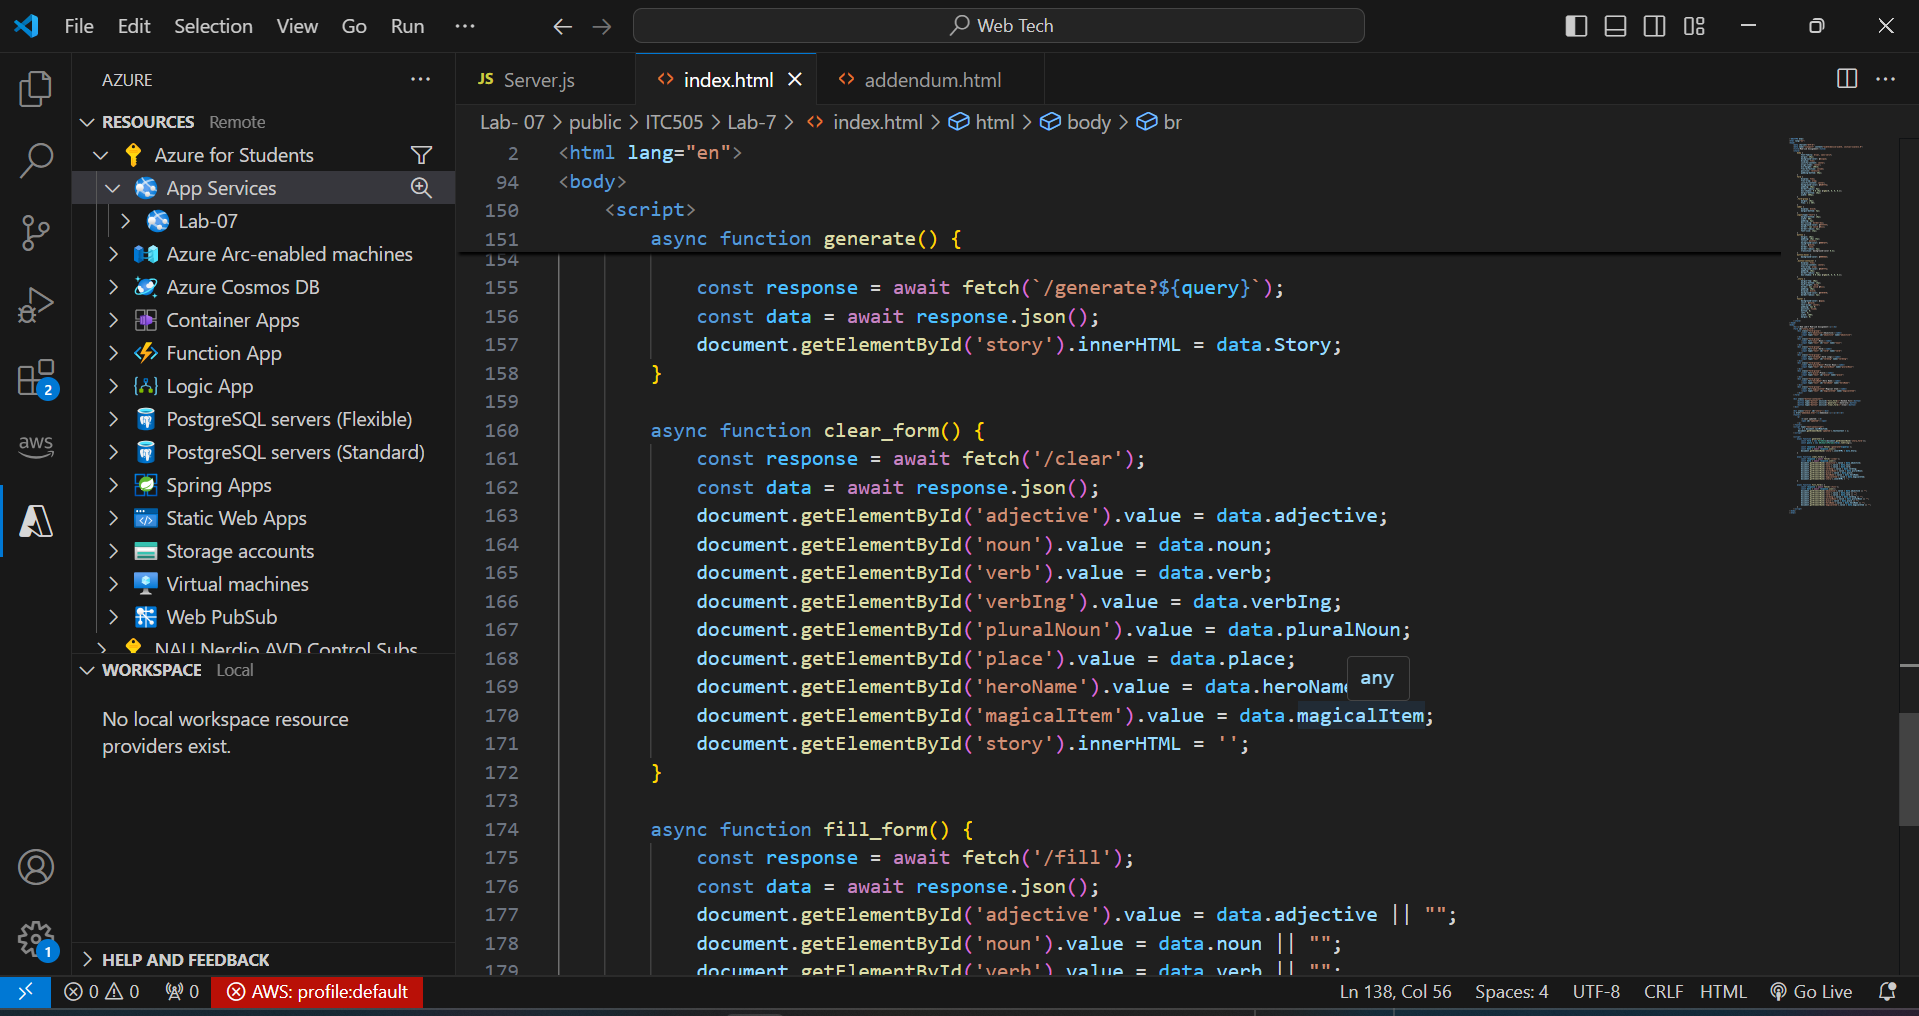 File Edit Selection View Go Run ··· Web Tech
AZURE ···
RESOURCES Remote
Azure for Students
App Services
Lab-07
Azure Arc-enabled machines
Azure Cosmos DB
Container Apps
Function App
Logic App
PostgreSQL servers (Flexible)
PostgreSQL servers (Standard)
Spring Apps
Static Web Apps
Storage accounts
Virtual machines
Web PubSub
NAU Nerdio AVD Control Subs
WORKSPACE Local
No local workspace resource
providers exist.
HELP AND FEEDBACK
2
aws
1
JS Server.js <> index.html <> addendum.html ···
Lab- 07 > public > ITC505 > Lab-7 > <> index.html > html > body > br
2 <html lang="en">
94 <body>
150 <script>
151 async function generate() {
154
155 const response = await fetch(`/generate?${query}`);
156 const data = await response.json();
157 document.getElementById('story').innerHTML = data.Story;
158 }
159
160 async function clear_form() {
161 const response = await fetch('/clear');
162 const data = await response.json();
163 document.getElementById('adjective').value = data.adjective;
164 document.getElementById('noun').value = data.noun;
165 document.getElementById('verb').value = data.verb;
166 document.getElementById('verbIng').value = data.verbIng;
167 document.getElementById('pluralNoun').value = data.pluralNoun;
168 document.getElementById('place').value = data.place;
169 document.getElementById('heroName').value = data.heroName
any
170 document.getElementById('magicalItem').value = data.magicalItem;
171 document.getElementById('story').innerHTML = '';
172 }
173
174 async function fill_form() {
175 const response = await fetch('/fill');
176 const data = await response.json();
177 document.getElementById('adjective').value = data.adjective || "";
178 document.getElementById('noun').value = data.noun || "";
179 document.getElementById('verb').value = data.verb || "";
0 0 0 AWS: profile:default Ln 138, Col 56 Spaces: 4 UTF-8 CRLF HTML Go Live